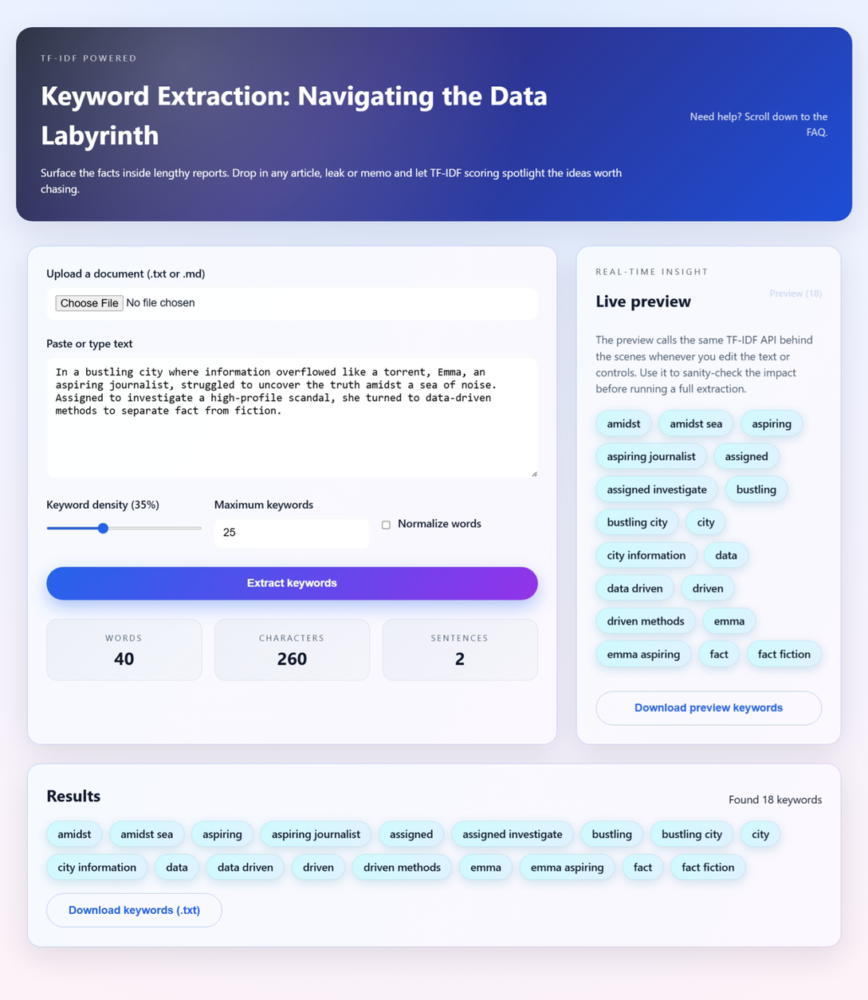 TF-IDF POWERED
Keyword Extraction: Navigating the Data
Labyrinth
Surface the facts inside lengthy reports. Drop in any article, leak or memo and let TF-IDF scoring spotlight the ideas worth
chasing.
Need help? Scroll down to the
FAQ.
Upload a document (.txt or .md)
Choose File No file chosen
Paste or type text
In a bustling city where information overflowed like a torrent, Emma, an
aspiring journalist, struggled to uncover the truth amidst a sea of noise.
Assigned to investigate a high-profile scandal, she turned to data-driven
methods to separate fact from fiction.
Keyword density (35%)
Maximum keywords
25
Normalize words
Extract keywords
WORDS
40
CHARACTERS
260
SENTENCES
2
REAL-TIME INSIGHT
Live preview
Preview (18)
The preview calls the same TF-IDF API behind
the scenes whenever you edit the text or
controls. Use it to sanity-check the impact
before running a full extraction.
amidst amidst sea aspiring
aspiring journalist assigned
assigned investigate bustling
bustling city city
city information data
data driven driven
driven methods emma
emma aspiring fact fact fiction
Download preview keywords
Results
Found 18 keywords
amidst amidst sea aspiring aspiring journalist assigned assigned investigate bustling bustling city city
city information data data driven driven driven methods emma emma aspiring fact fact fiction
Download keywords (.txt)